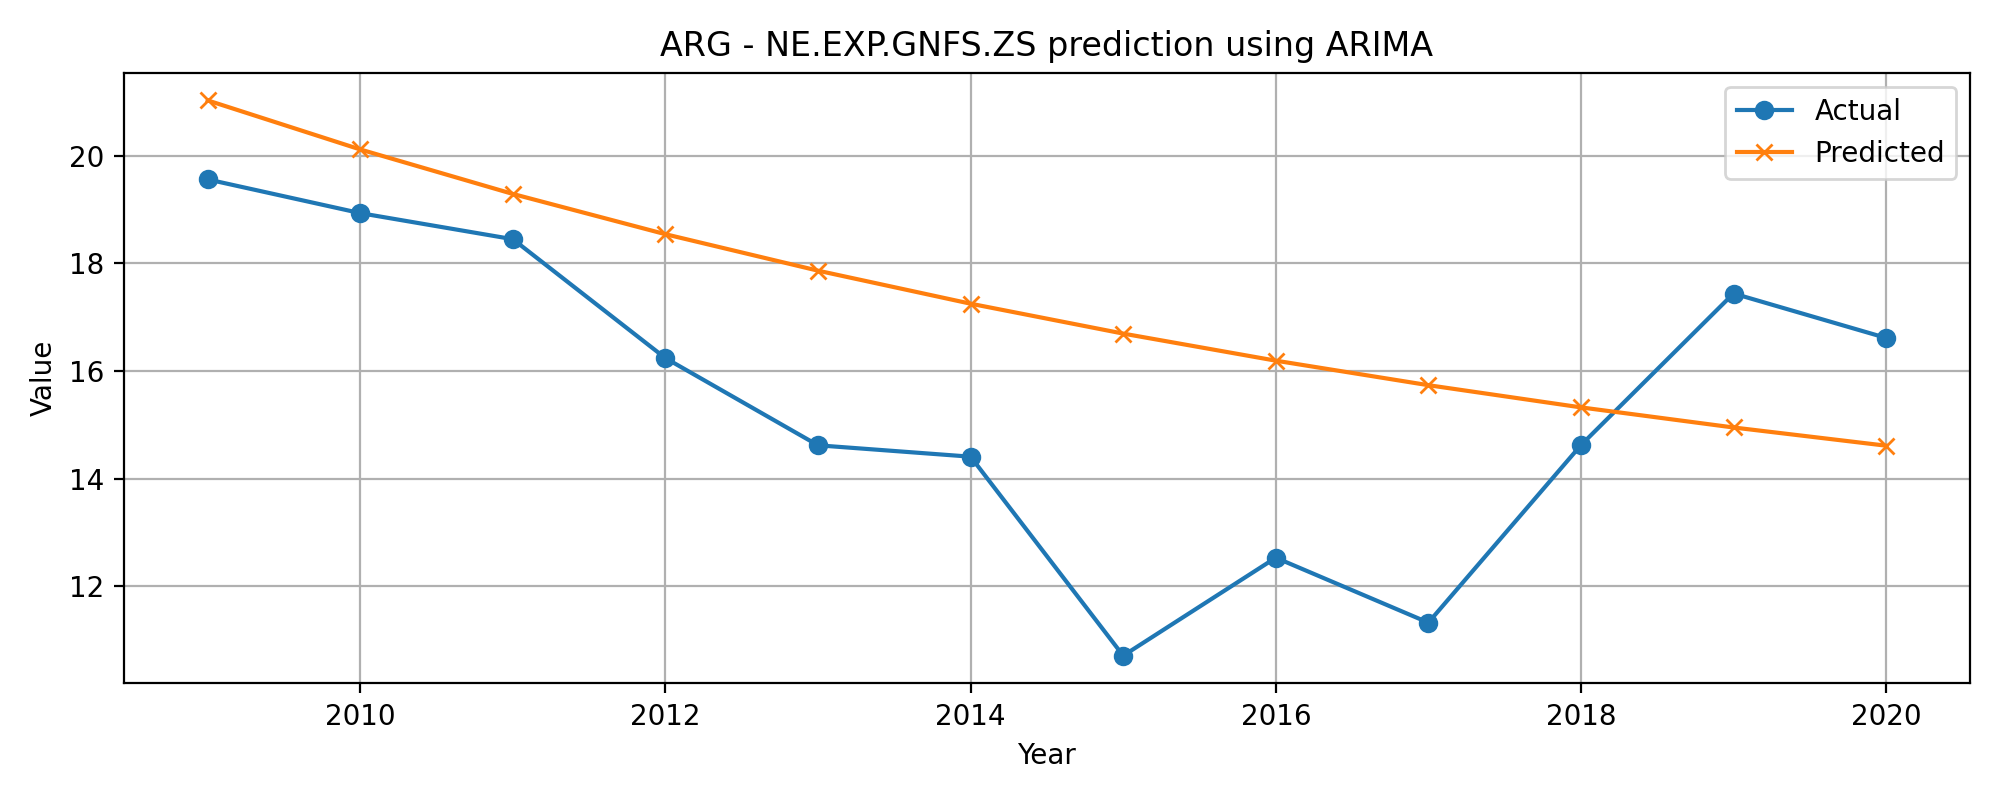 ARG - NE.EXP.GNFS.ZS prediction using ARIMA
Actual
Predicted
20
18
16
14
12
Value
2010 2012 2014 2016 2018 2020
Year